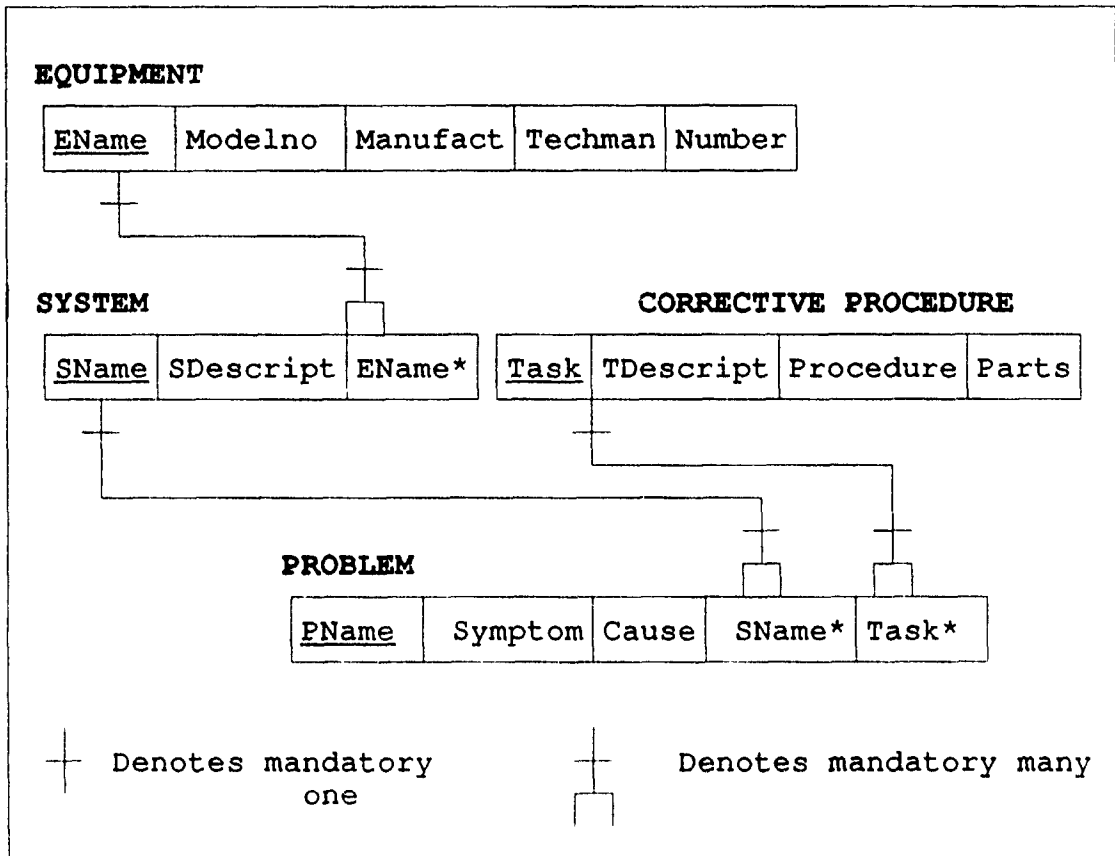 EQUIPMENT
EName Modelno Manufact Techman Number
SYSTEM
CORRECTIVE PROCEDURE
SName SDescript EName*
Task TDescript Procedure Parts
PROBLEM
PName Symptom Cause SName* Task*
Denotes mandatory
one
Denotes mandatory many